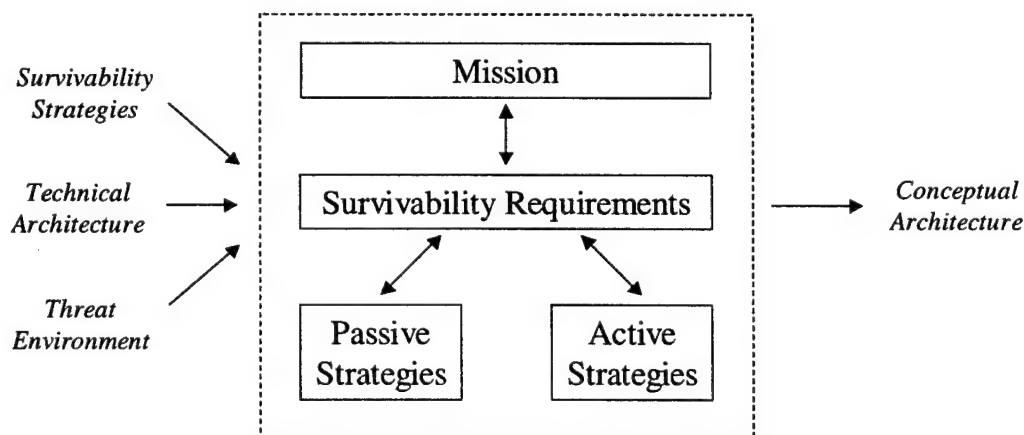 Mission
Survivability
Strategies
Technical
Architecture
Survivability Requirements
Conceptual
Architecture
Threat
Environment
Passive
Strategies
Active
Strategies